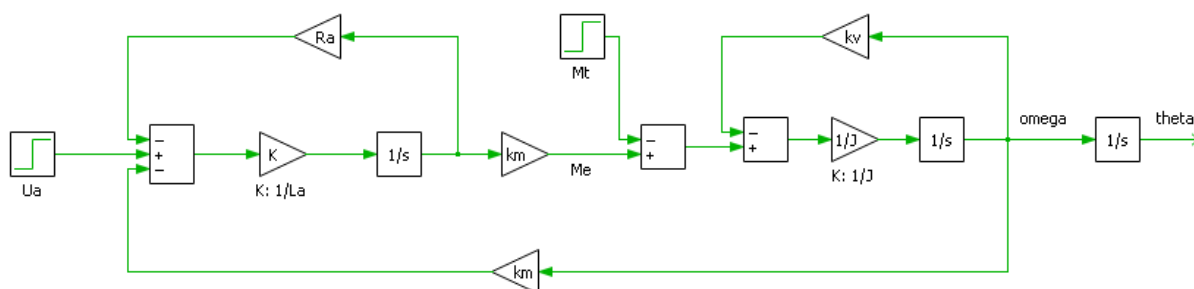 Ra
Mt
kv
omega
theta
−
+
−
K
1/s
km
−
+
−
+
1/J
1/s
1/s
Ua
K: 1/La
Me
K: 1/J
km